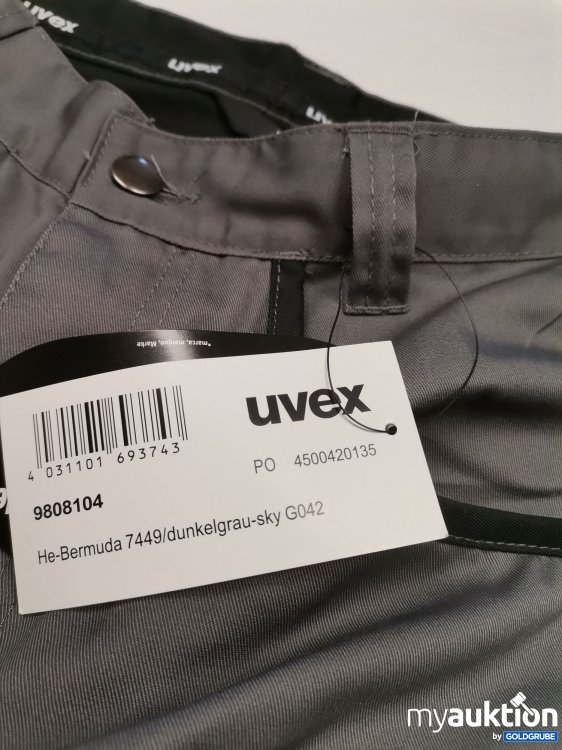 uvex
uvex
uvex
*marca, marque, Marke
4 031101 693743
uvex
PO 4500420135
9808104
He-Bermuda 7449/dunkelgrau-sky G042
myauktion
by GOLDGRUBE